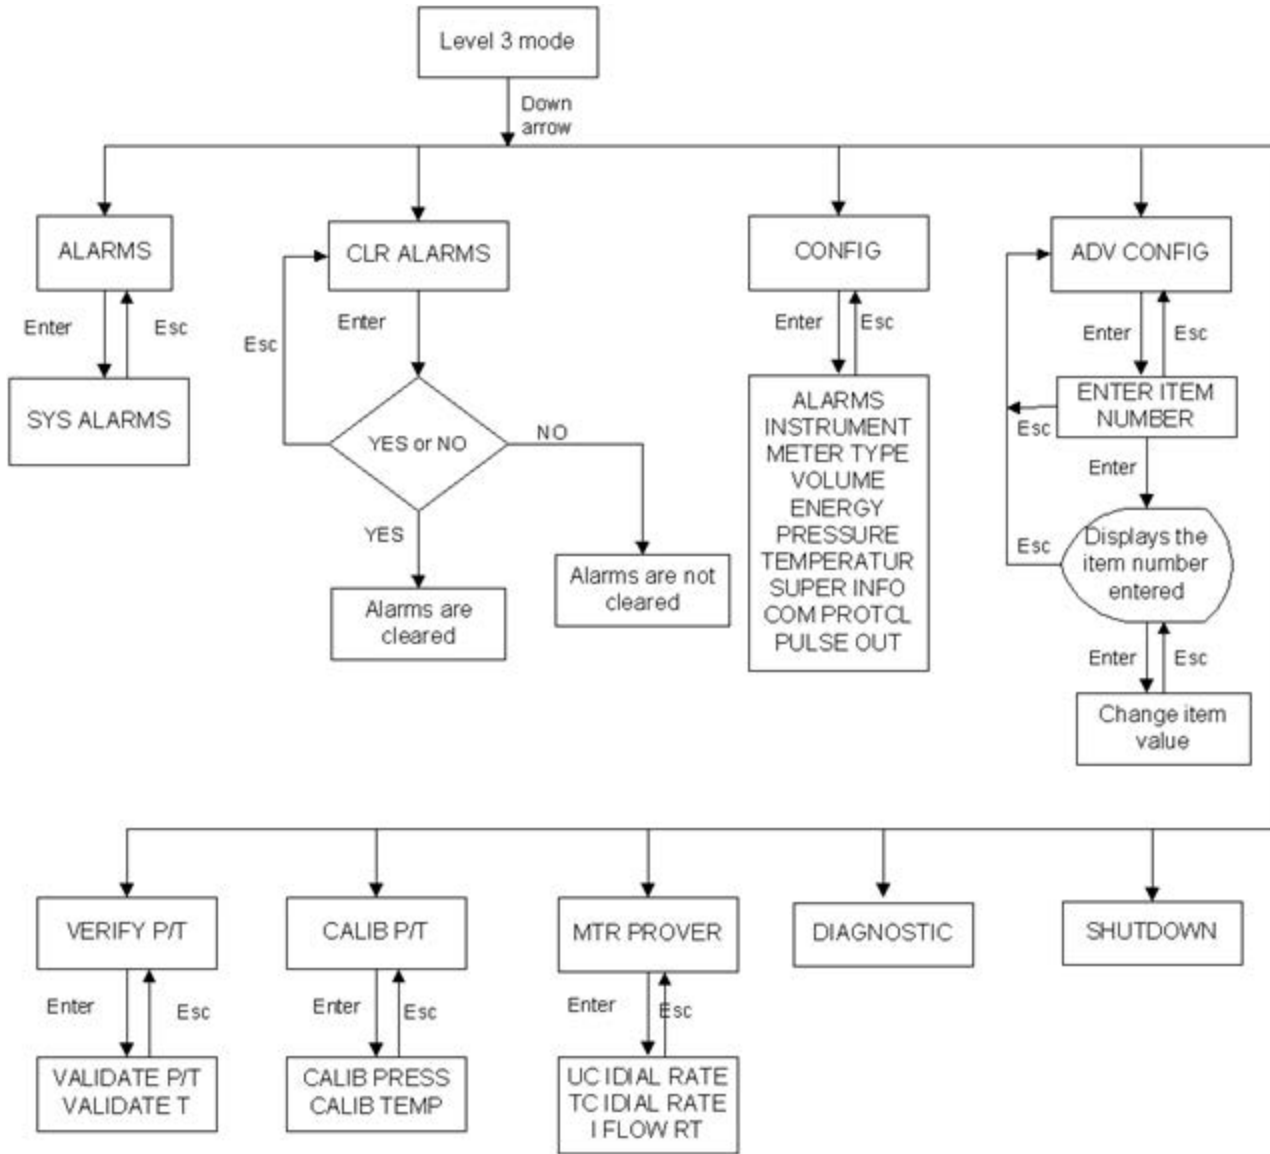 Level 3 mode
Down
arrow
ALARMS
CLR ALARMS
CONFIG
ADV CONFIG
Enter
Esc
Esc
Enter
Enter
Esc
Enter
Esc
SYS ALARMS
YES or NO
NO
YES
Alarms are
cleared
Alarms are not
cleared
ALARMS
INSTRUMENT
METER TYPE
VOLUME
ENERGY
PRESSURE
TEMPERATUR
SUPER INFO
COM PROTCL
PULSE OUT
ENTER ITEM
NUMBER
Esc
Enter
Esc
Displays the
item number
entered
Enter
Esc
Change item
value
VERIFY P/T
CALIB P/T
MTR PROVER
DIAGNOSTIC
SHUTDOWN
Enter
Esc
Enter
Esc
Enter
Esc
VALIDATE P/T
VALIDATE T
CALIB PRESS
CALIB TEMP
UC IDIAL RATE
TC IDIAL RATE
I FLOW RT